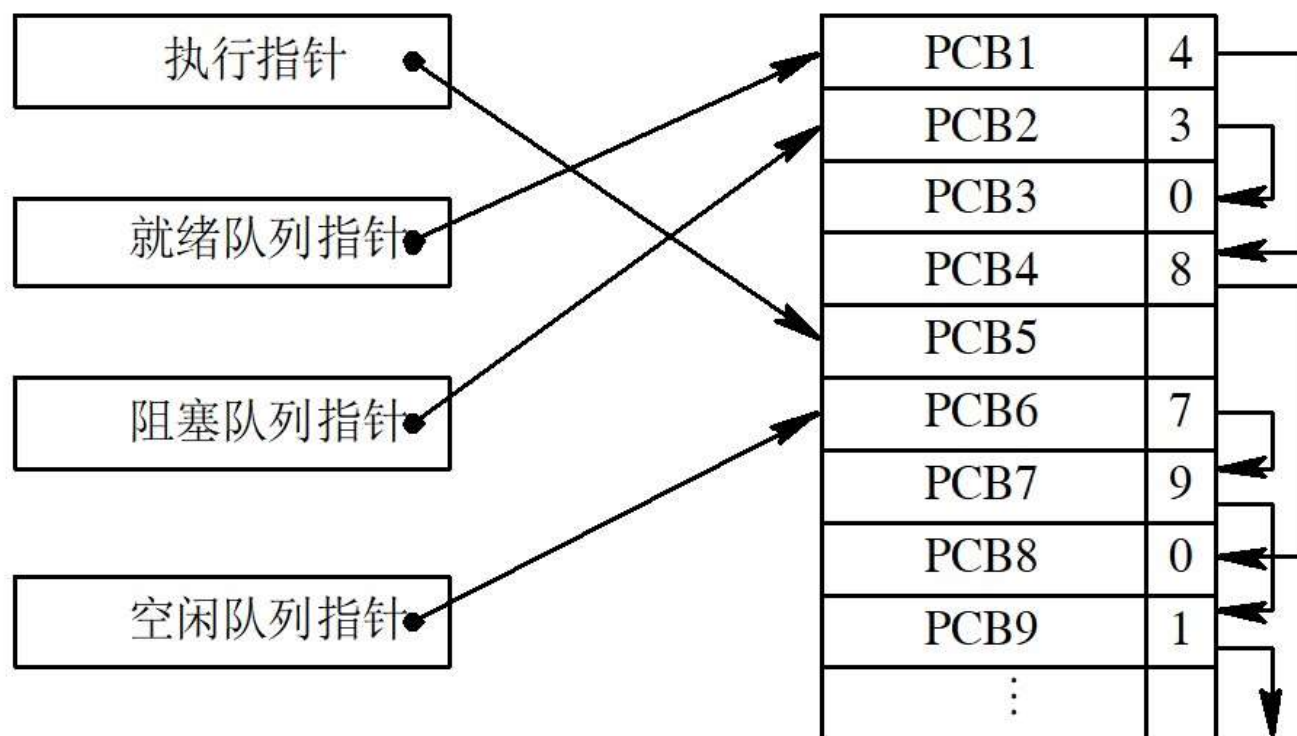 执行指针
就绪队列指针
阻塞队列指针
空闲队列指针
PCB1 4
PCB2 3
PCB3 0
PCB4 8
PCB5
PCB6 7
PCB7 9
PCB8 0
PCB9 1
⋮